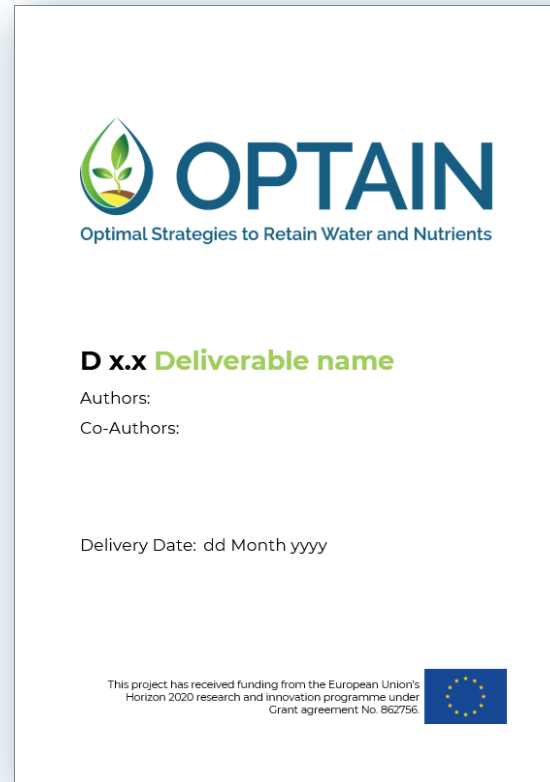 OPTAIN
Optimal Strategies to Retain Water and Nutrients
D x.x Deliverable name
Authors:
Co-Authors:
Delivery Date: dd Month yyyy
This project has received funding from the European Union's
Horizon 2020 research and innovation programme under
Grant agreement No. 862756.